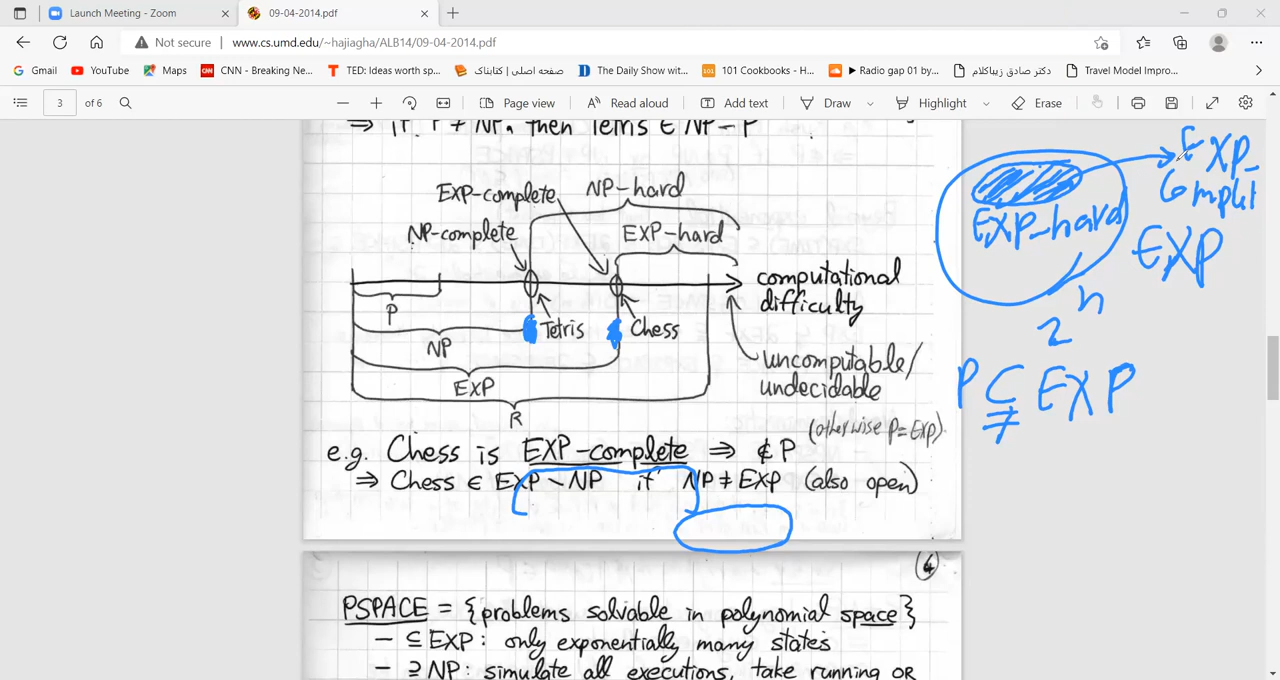 Launch Meeting - Zoom
09-04-2014.pdf
Not secure www.cs.umd.edu/~hajiagha/ALB14/09-04-2014.pdf
Gmail YouTube Maps CNN - Breaking Ne... TED: Ideas worth sp... صفحه اصلی | کتابناک The Daily Show wit... 101 Cookbooks - H... Radio gap 01 by... دکتر صادق زیباکلام Travel Model Impro...
3 of 6 Page view Read aloud Add text Draw Highlight Erase
⇒ if P ≠ NP, then Tetris ∈ NP - P
EXP-complete NP-hard
NP-complete EXP-hard
computational
difficulty
P
Tetris Chess
NP
uncomputable/
undecidable
EXP
R
(otherwise P=EXP)
e.g. Chess is EXP-complete ⇒ ∉ P
⇒ Chess ∈ EXP \ NP if NP ≠ EXP (also open)
4
PSPACE = {problems solvable in polynomial space}
- ⊆ EXP: only exponentially many states
- ⊇ NP: simulate all executions, take running OR
EXP-
Complet
EXP-hard
EXP
2^n
P ⊊ EXP